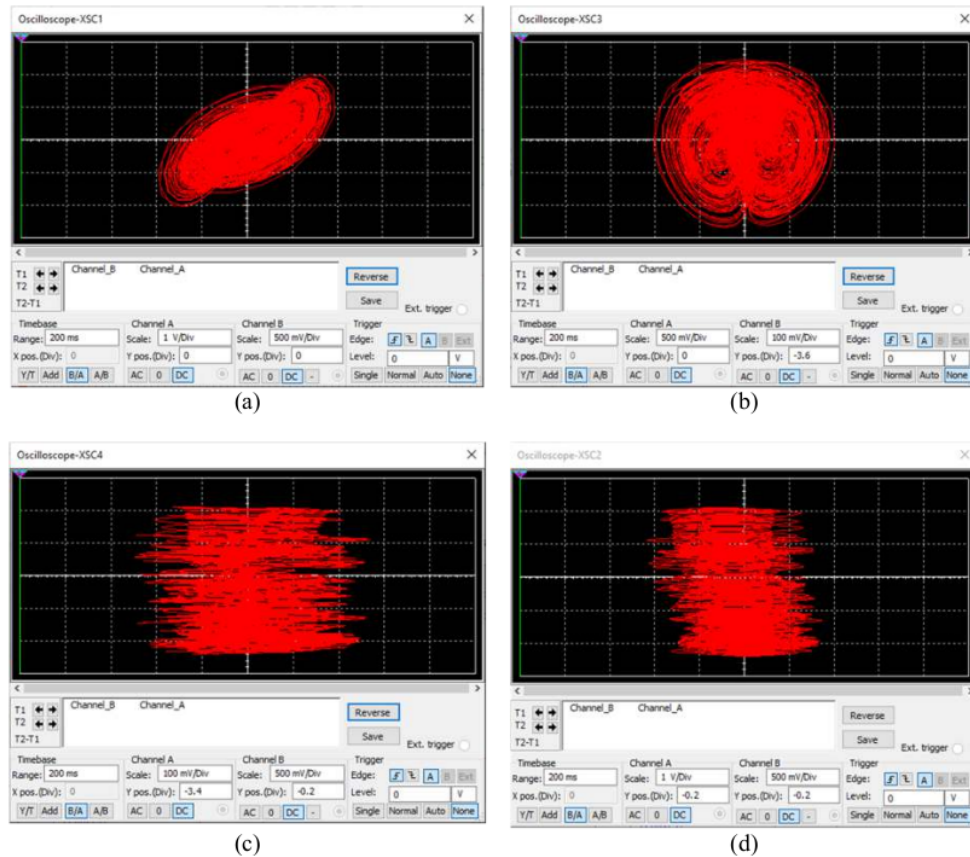 Oscilloscope-XSC1
Channel_B Channel_A
T1
T2
T2-T1
Reverse
Save
Ext. trigger
Timebase Channel A Channel B Trigger
Range: 200 ms Scale: 1 V/Div Scale: 500 mV/Div Edge: A B Ext
X pos.(Div): 0 Y pos.(Div): 0 Y pos.(Div): 0 Level: 0 V
Y/T Add B/A A/B AC 0 DC AC 0 DC - Single Normal Auto None
(a)
Oscilloscope-XSC3
Channel_B Channel_A
T1
T2
T2-T1
Reverse
Save
Ext. trigger
Timebase Channel A Channel B Trigger
Range: 200 ms Scale: 500 mV/Div Scale: 100 mV/Div Edge: A B Ext
X pos.(Div): 0 Y pos.(Div): 0 Y pos.(Div): -3.6 Level: 0 V
Y/T Add B/A A/B AC 0 DC AC 0 DC - Single Normal Auto None
(b)
Oscilloscope-XSC4
Channel_B Channel_A
T1
T2
T2-T1
Reverse
Save
Ext. trigger
Timebase Channel A Channel B Trigger
Range: 200 ms Scale: 100 mV/Div Scale: 500 mV/Div Edge: A B Ext
X pos.(Div): 0 Y pos.(Div): -3.4 Y pos.(Div): -0.2 Level: 0 V
Y/T Add B/A A/B AC 0 DC AC 0 DC - Single Normal Auto None
(c)
Oscilloscope-XSC2
Channel_B Channel_A
T1
T2
T2-T1
Reverse
Save
Ext. trigger
Timebase Channel A Channel B Trigger
Range: 200 ms Scale: 1 V/Div Scale: 500 mV/Div Edge: A B Ext
X pos.(Div): 0 Y pos.(Div): -0.2 Y pos.(Div): -0.2 Level: 0 V
Y/T Add B/A A/B AC 0 DC AC 0 DC - Single Normal Auto None
(d)